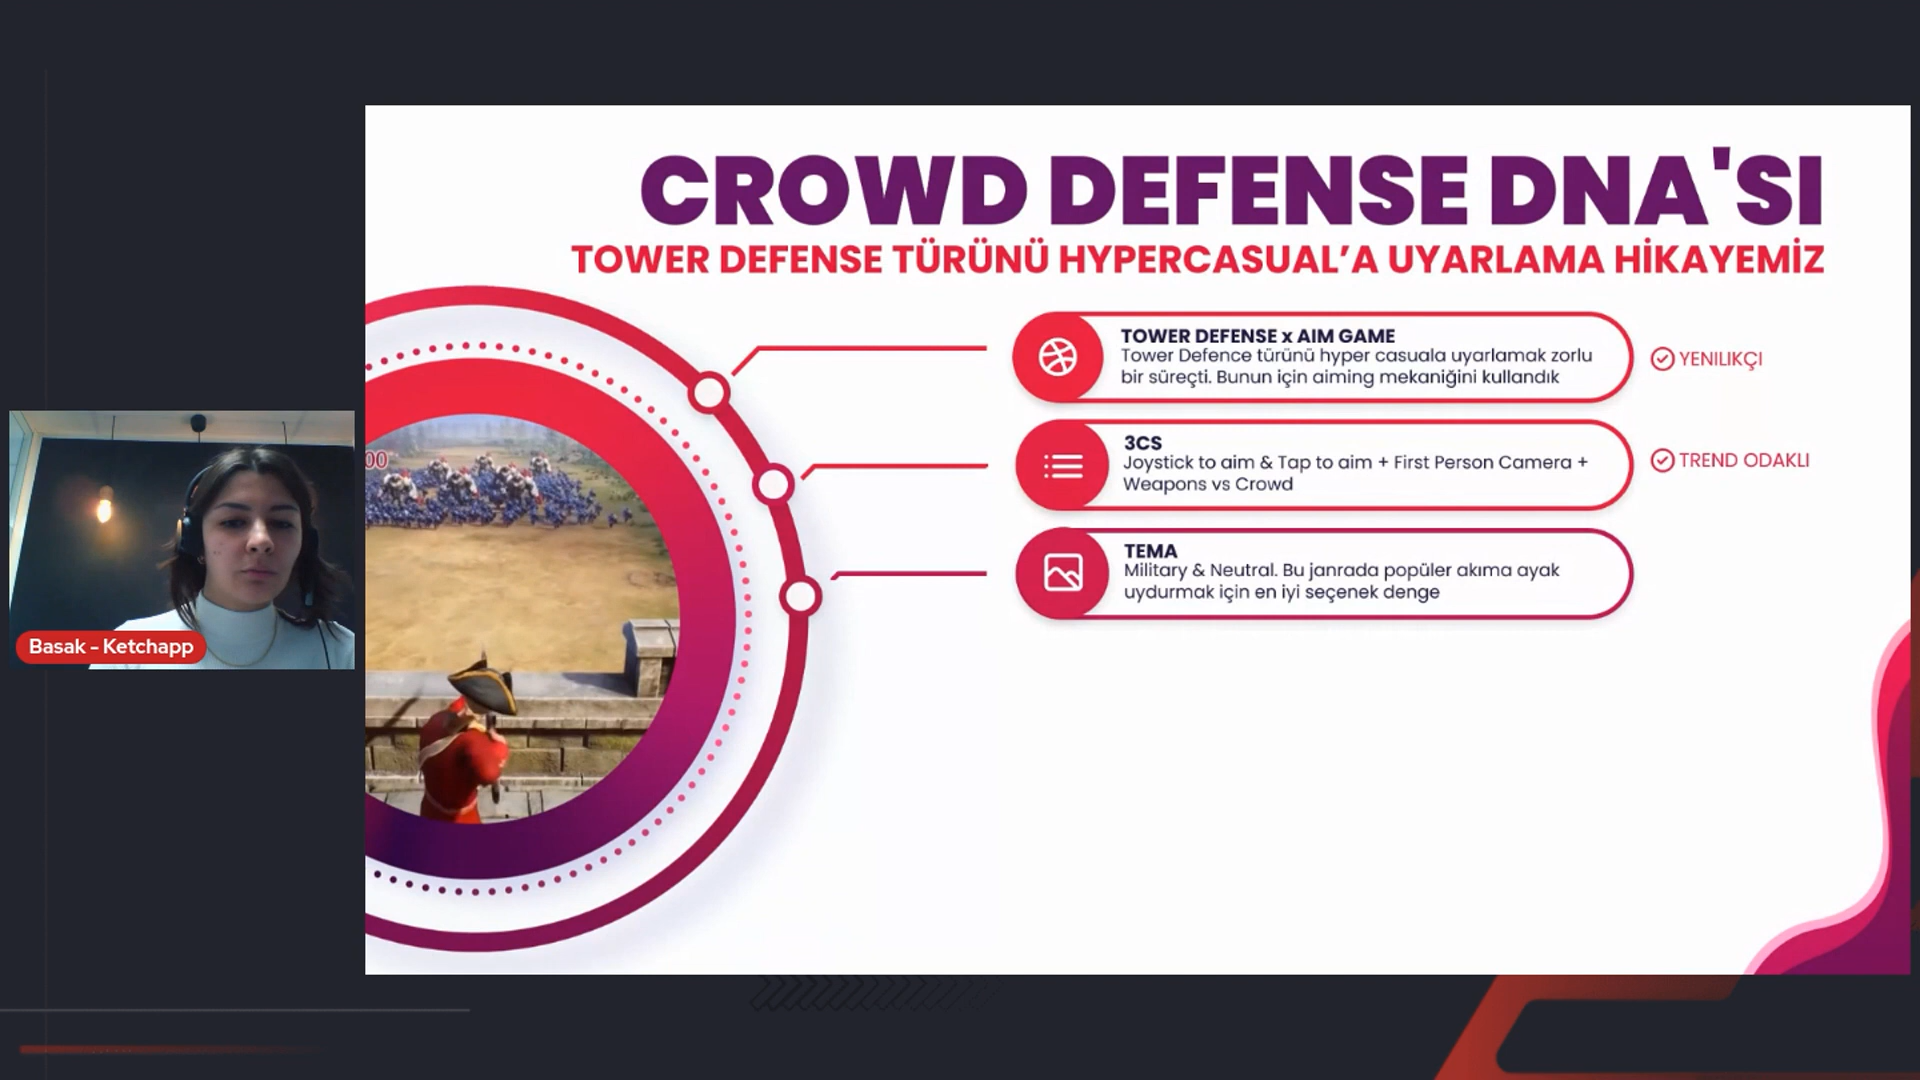 CROWD DEFENSE DNA'SI
TOWER DEFENSE TÜRÜNÜ HYPERCASUAL’A UYARLAMA HİKAYEMİZ
TOWER DEFENSE x AIM GAME
Tower Defence türünü hyper casuala uyarlamak zorlu
bir süreçti. Bunun için aiming mekaniğini kullandık
YENILIKÇI
3CS
Joystick to aim & Tap to aim + First Person Camera +
Weapons vs Crowd
TREND ODAKLI
TEMA
Military & Neutral. Bu janrada popüler akıma ayak
uydurmak için en iyi seçenek denge
00
Basak - Ketchapp